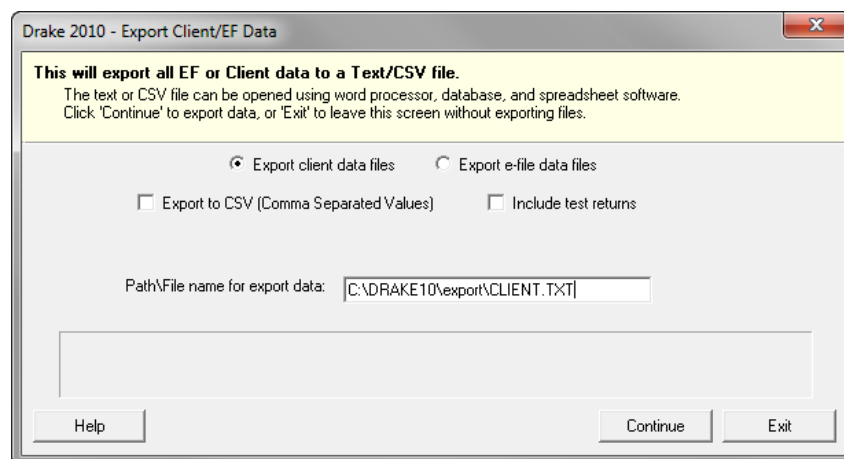 Drake 2010 - Export Client/EF Data
This will export all EF or Client data to a Text/CSV file.
The text or CSV file can be opened using word processor, database, and spreadsheet software.
Click 'Continue' to export data, or 'Exit' to leave this screen without exporting files.
Export client data files Export e-file data files
Export to CSV (Comma Separated Values) Include test returns
Path\File name for export data: C:\DRAKE10\export\CLIENT.TXT
Help Continue Exit